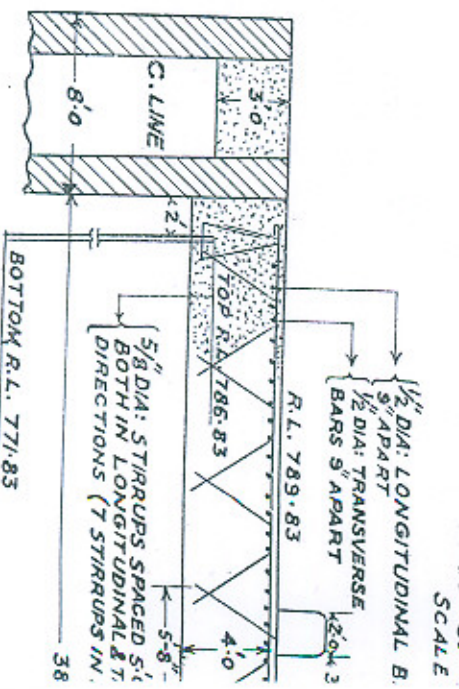 SCALE
½" DIA: LONGITUDINAL B
9" APART
½" DIA: TRANSVERSE
BARS 9" APART
R.L. 789.83
2'.0
3
3'.0
C. LINE
8'.0
2'
TOP R.L. 786.83
4'.0
5'-8"
5/8" DIA: STIRRUPS SPACED 5'
BOTH IN LONGITUDINAL & T
DIRECTIONS (7 STIRRUPS IN
38
BOTTOM R.L. 771.83